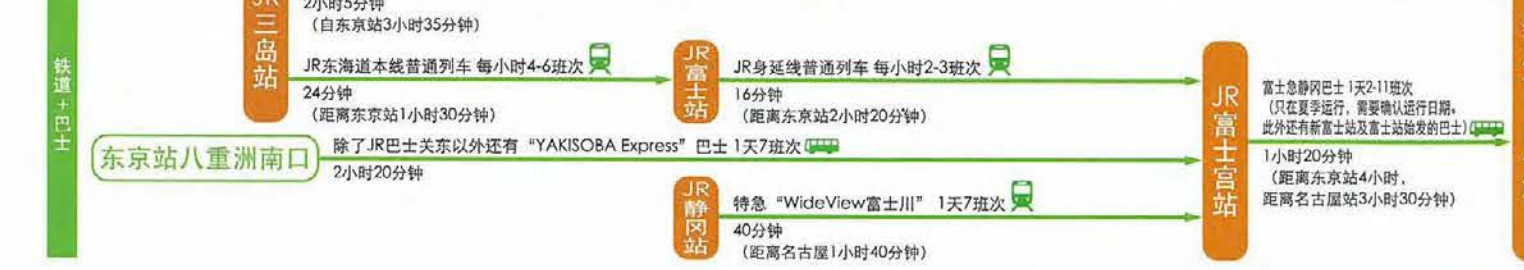 铁道+巴士
JR三岛站
2小时5分钟
（自东京站3小时35分钟）
JR东海道本线普通列车 每小时4-6班次
24分钟
（距离东京站1小时30分钟）
JR富士站
JR身延线普通列车 每小时2-3班次
16分钟
（距离东京站2小时20分钟）
东京站八重洲南口
除了JR巴士关东以外还有“YAKISOBA Express”巴士 1天7班次
2小时20分钟
JR静冈站
特急“WideView富士川” 1天7班次
40分钟
（距离名古屋1小时40分钟）
JR富士宫站
富士急静冈巴士 1天2-11班次
（只在夏季运行，需要确认运行日期。
此外还有新富士站及富士站始发的巴士）
1小时20分钟
（距离东京站4小时，
距离名古屋站3小时30分钟）